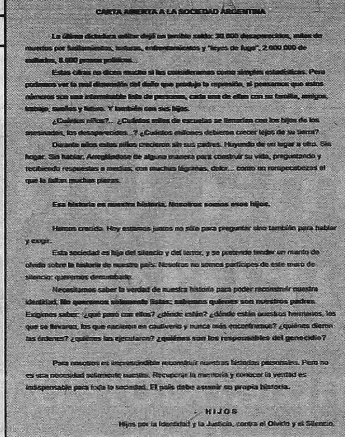 CARTA ABIERTA A LA SOCIEDAD ARGENTINA
La última dictadura militar dejó un terrible saldo: 30.000 desaparecidos, miles de
muertos por fusilamientos, torturas, enfrentamientos y "leyes de fuga", 2.000.000 de
exiliados, 8.000 presos políticos...
Estas cifras no dicen mucho si las consideramos como simples estadísticas. Pero
podemos ver la real dimensión del daño que produjo la represión, si pensamos que estos
números son una interminable lista de personas, cada una de ellas con su familia, amigos,
trabajo, sueños y futuro. Y también con sus hijos.
¿Cuántos niños?... ¿Cuántos miles de escuelas se llenarían con los hijos de los
asesinados, los desaparecidos...? ¿Cuántos millones debieron crecer lejos de su tierra?
Durante años estos niños crecieron sin sus padres. Huyendo de un lugar a otro. Sin
hogar. Sin hablar. Arreglándose de alguna manera para construir su vida, preguntando y
recibiendo respuestas a medias, con muchas lágrimas, dolor... como un rompecabezas al
que le faltan muchas piezas.
Esa historia es nuestra historia. Nosotros somos esos hijos.
Hemos crecido. Hoy estamos juntos no sólo para preguntar sino también para hablar
y exigir.
Esta sociedad es hija del silencio y del terror, y se pretende tender un manto de
olvido sobre la historia de nuestro país. Nosotros no somos partícipes de este muro de
silencio: queremos derrumbarlo.
Necesitamos saber la verdad de nuestra historia para poder reconstruir nuestra
identidad. No queremos solamente listas; sabemos quienes son nuestros padres.
Exigimos saber: ¿qué pasó con ellos? ¿dónde están? ¿dónde están nuestros hermanos, los
que se llevaron, los que nacieron en cautiverio y nunca más encontramos? ¿quiénes dieron
las órdenes? ¿quiénes las ejecutaron? ¿quiénes son los responsables del genocidio?
Para nosotros es imprescindible reconstruir nuestras historias personales. Pero no
es una necesidad solamente nuestra. Recuperar la memoria y conocer la verdad es
indispensable para toda la sociedad. El país debe asumir su propia historia.
H I J O S
Hijos por la Identidad y la Justicia, contra el Olvido y el Silencio.